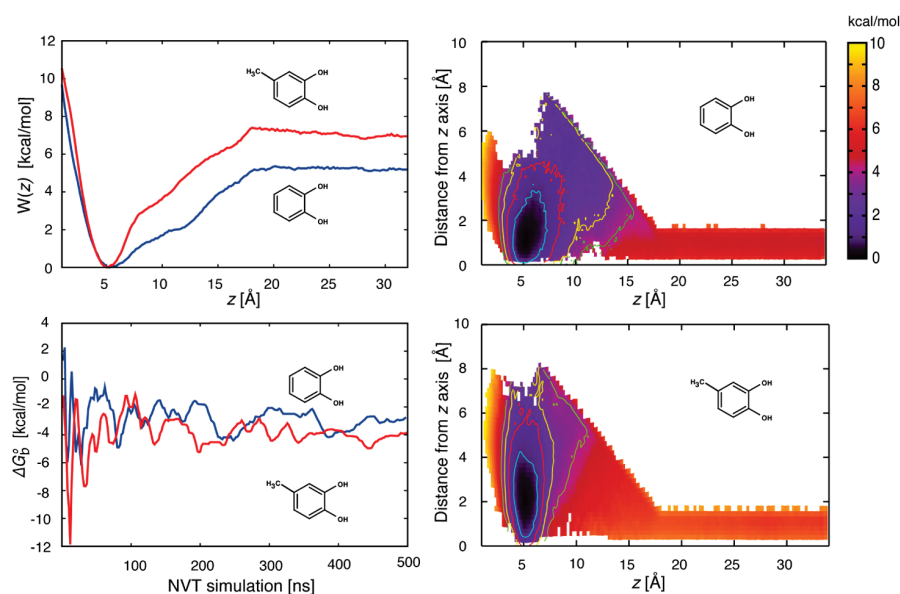 kcal/mol
12
10
8
6
4
2
0
W(z) [kcal/mol]
5
10
15
20
25
30
z [Å]
H₃C
OH
OH
OH
OH
10
8
6
4
2
0
Distance from z axis [Å]
5
10
15
20
25
30
z [Å]
OH
OH
10
8
6
4
2
0
4
2
0
-2
-4
-6
-8
-10
-12
ΔG°b [kcal/mol]
0
100
200
300
400
500
NVT simulation [ns]
OH
OH
H₃C
OH
OH
10
8
6
4
2
0
Distance from z axis [Å]
5
10
15
20
25
30
z [Å]
H₃C
OH
OH